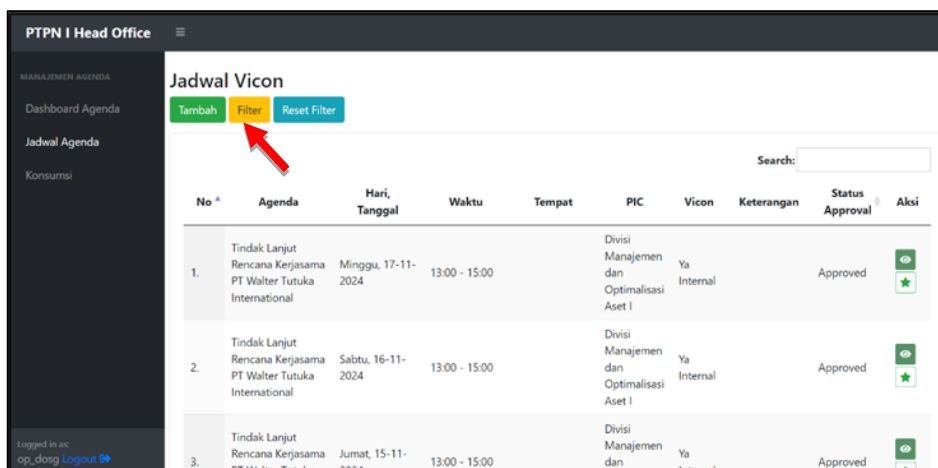 PTPN I Head Office
MANAJEMEN AGENDA
Dashboard Agenda
Jadwal Agenda
Konsumsi
Logged in as:
op_dosg Logout
Jadwal Vicon
Tambah Filter Reset Filter
Search:
No Agenda Hari, Tanggal Waktu Tempat PIC Vicon Keterangan Status Approval Aksi
1.
Tindak Lanjut
Rencana Kerjasama
PT Walter Tutuka
International
Minggu, 17-11-
2024
13:00 - 15:00
Divisi
Manajemen
dan
Optimalisasi
Aset I
Ya
Internal
Approved
2.
Tindak Lanjut
Rencana Kerjasama
PT Walter Tutuka
International
Sabtu, 16-11-
2024
13:00 - 15:00
Divisi
Manajemen
dan
Optimalisasi
Aset I
Ya
Internal
Approved
3.
Tindak Lanjut
Rencana Kerjasama
Jumat, 15-11-
13:00 - 15:00
Divisi
Manajemen
dan
Ya
Approved